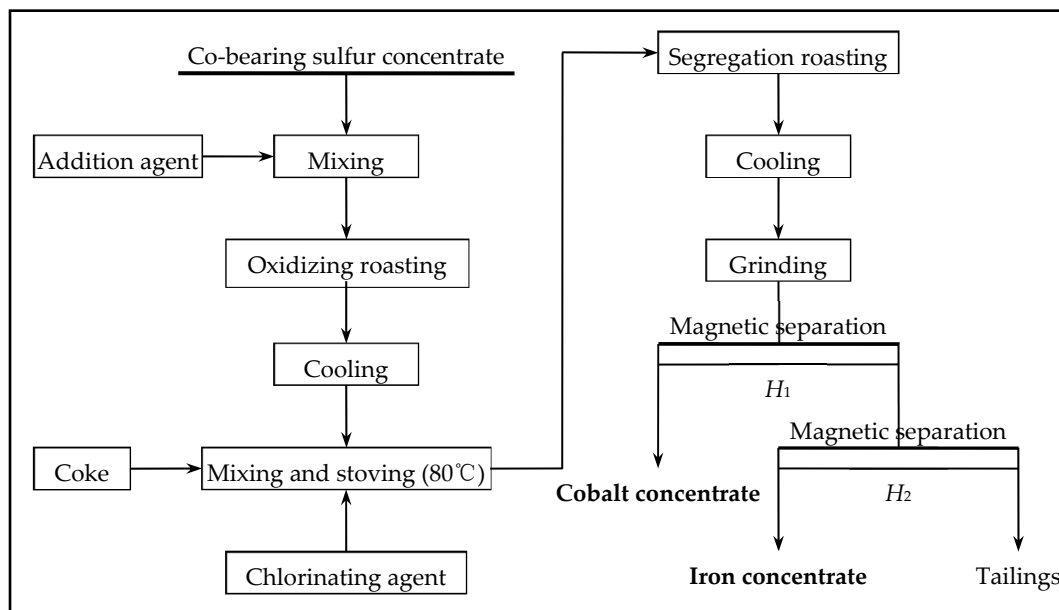 Co-bearing sulfur concentrate
Addition agent
Mixing
Oxidizing roasting
Cooling
Coke
Mixing and stoving (80℃)
Chlorinating agent
Segregation roasting
Cooling
Grinding
Magnetic separation
H1
Magnetic separation
Cobalt concentrate
H2
Iron concentrate
Tailings